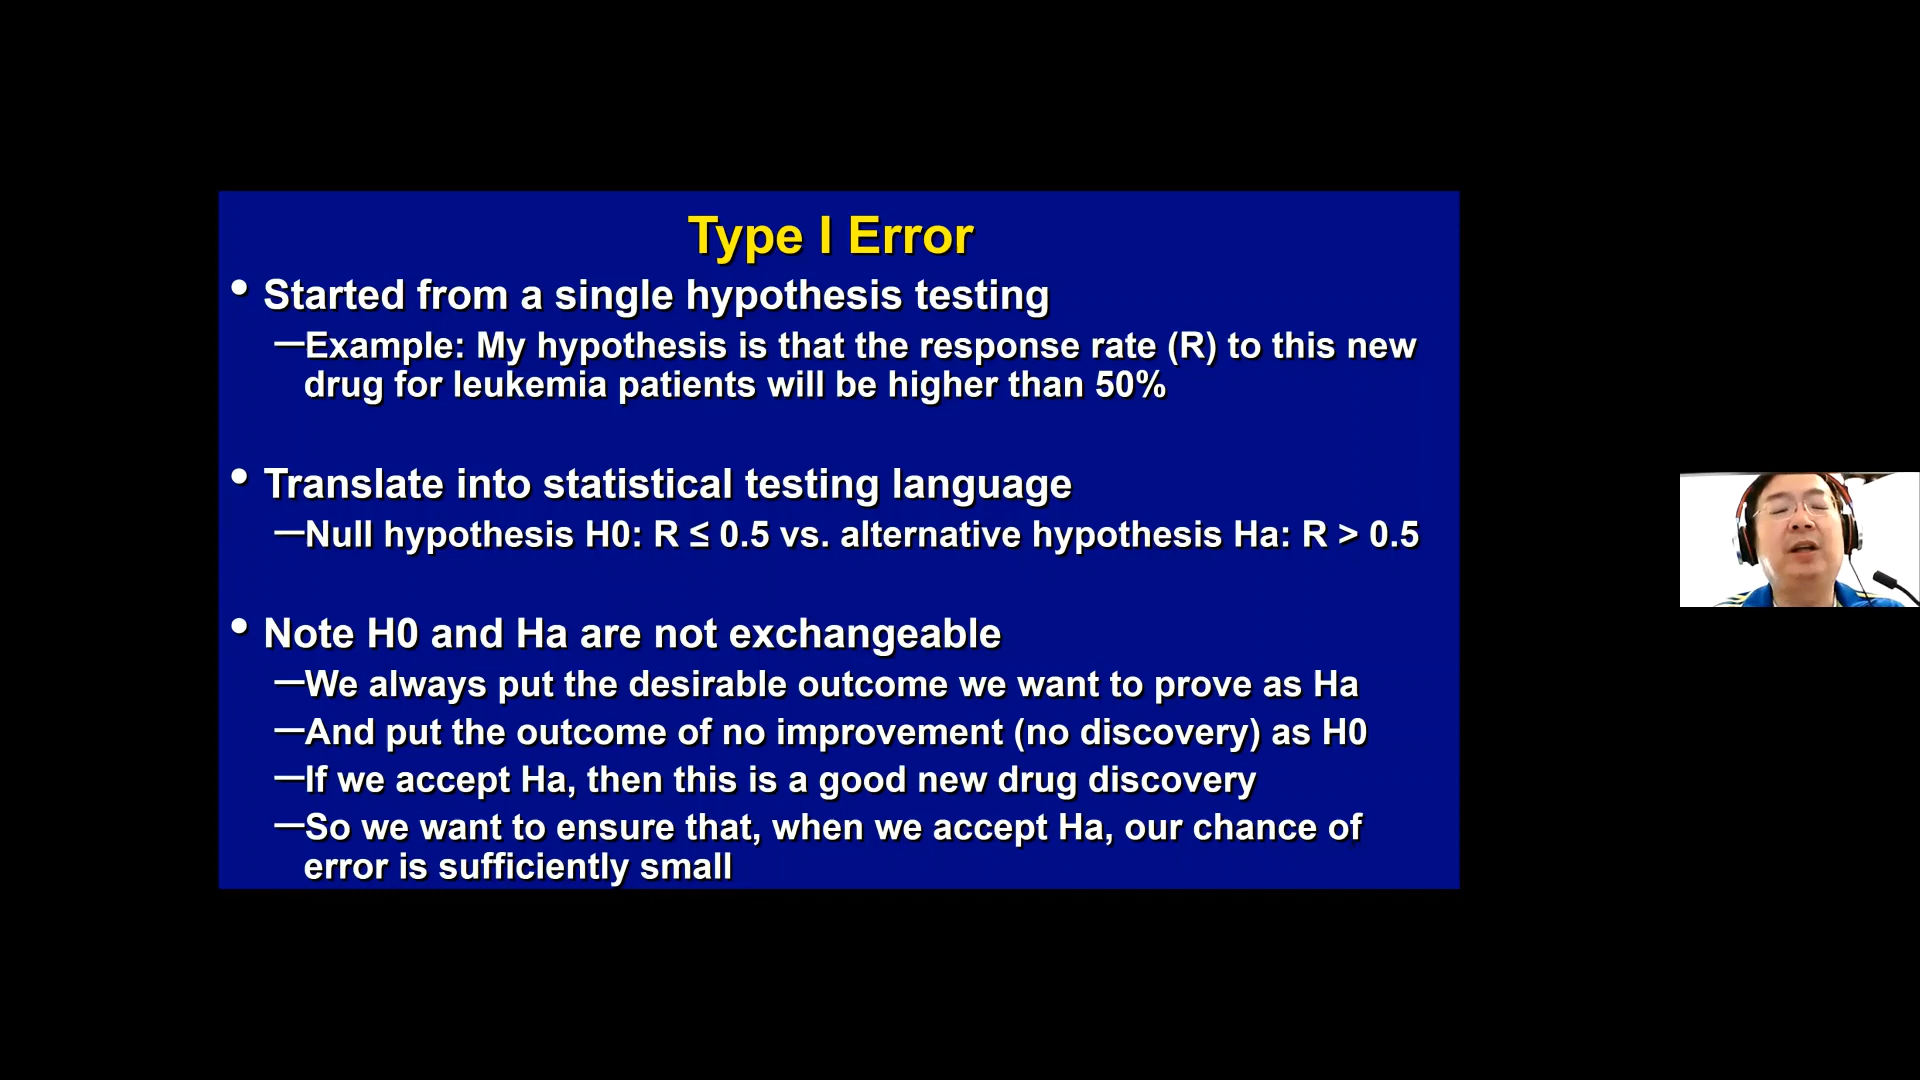 Type I Error
• Started from a single hypothesis testing
—Example: My hypothesis is that the response rate (R) to this new
drug for leukemia patients will be higher than 50%
• Translate into statistical testing language
—Null hypothesis H0: R ≤ 0.5 vs. alternative hypothesis Ha: R > 0.5
• Note H0 and Ha are not exchangeable
—We always put the desirable outcome we want to prove as Ha
—And put the outcome of no improvement (no discovery) as H0
—If we accept Ha, then this is a good new drug discovery
—So we want to ensure that, when we accept Ha, our chance of
error is sufficiently small